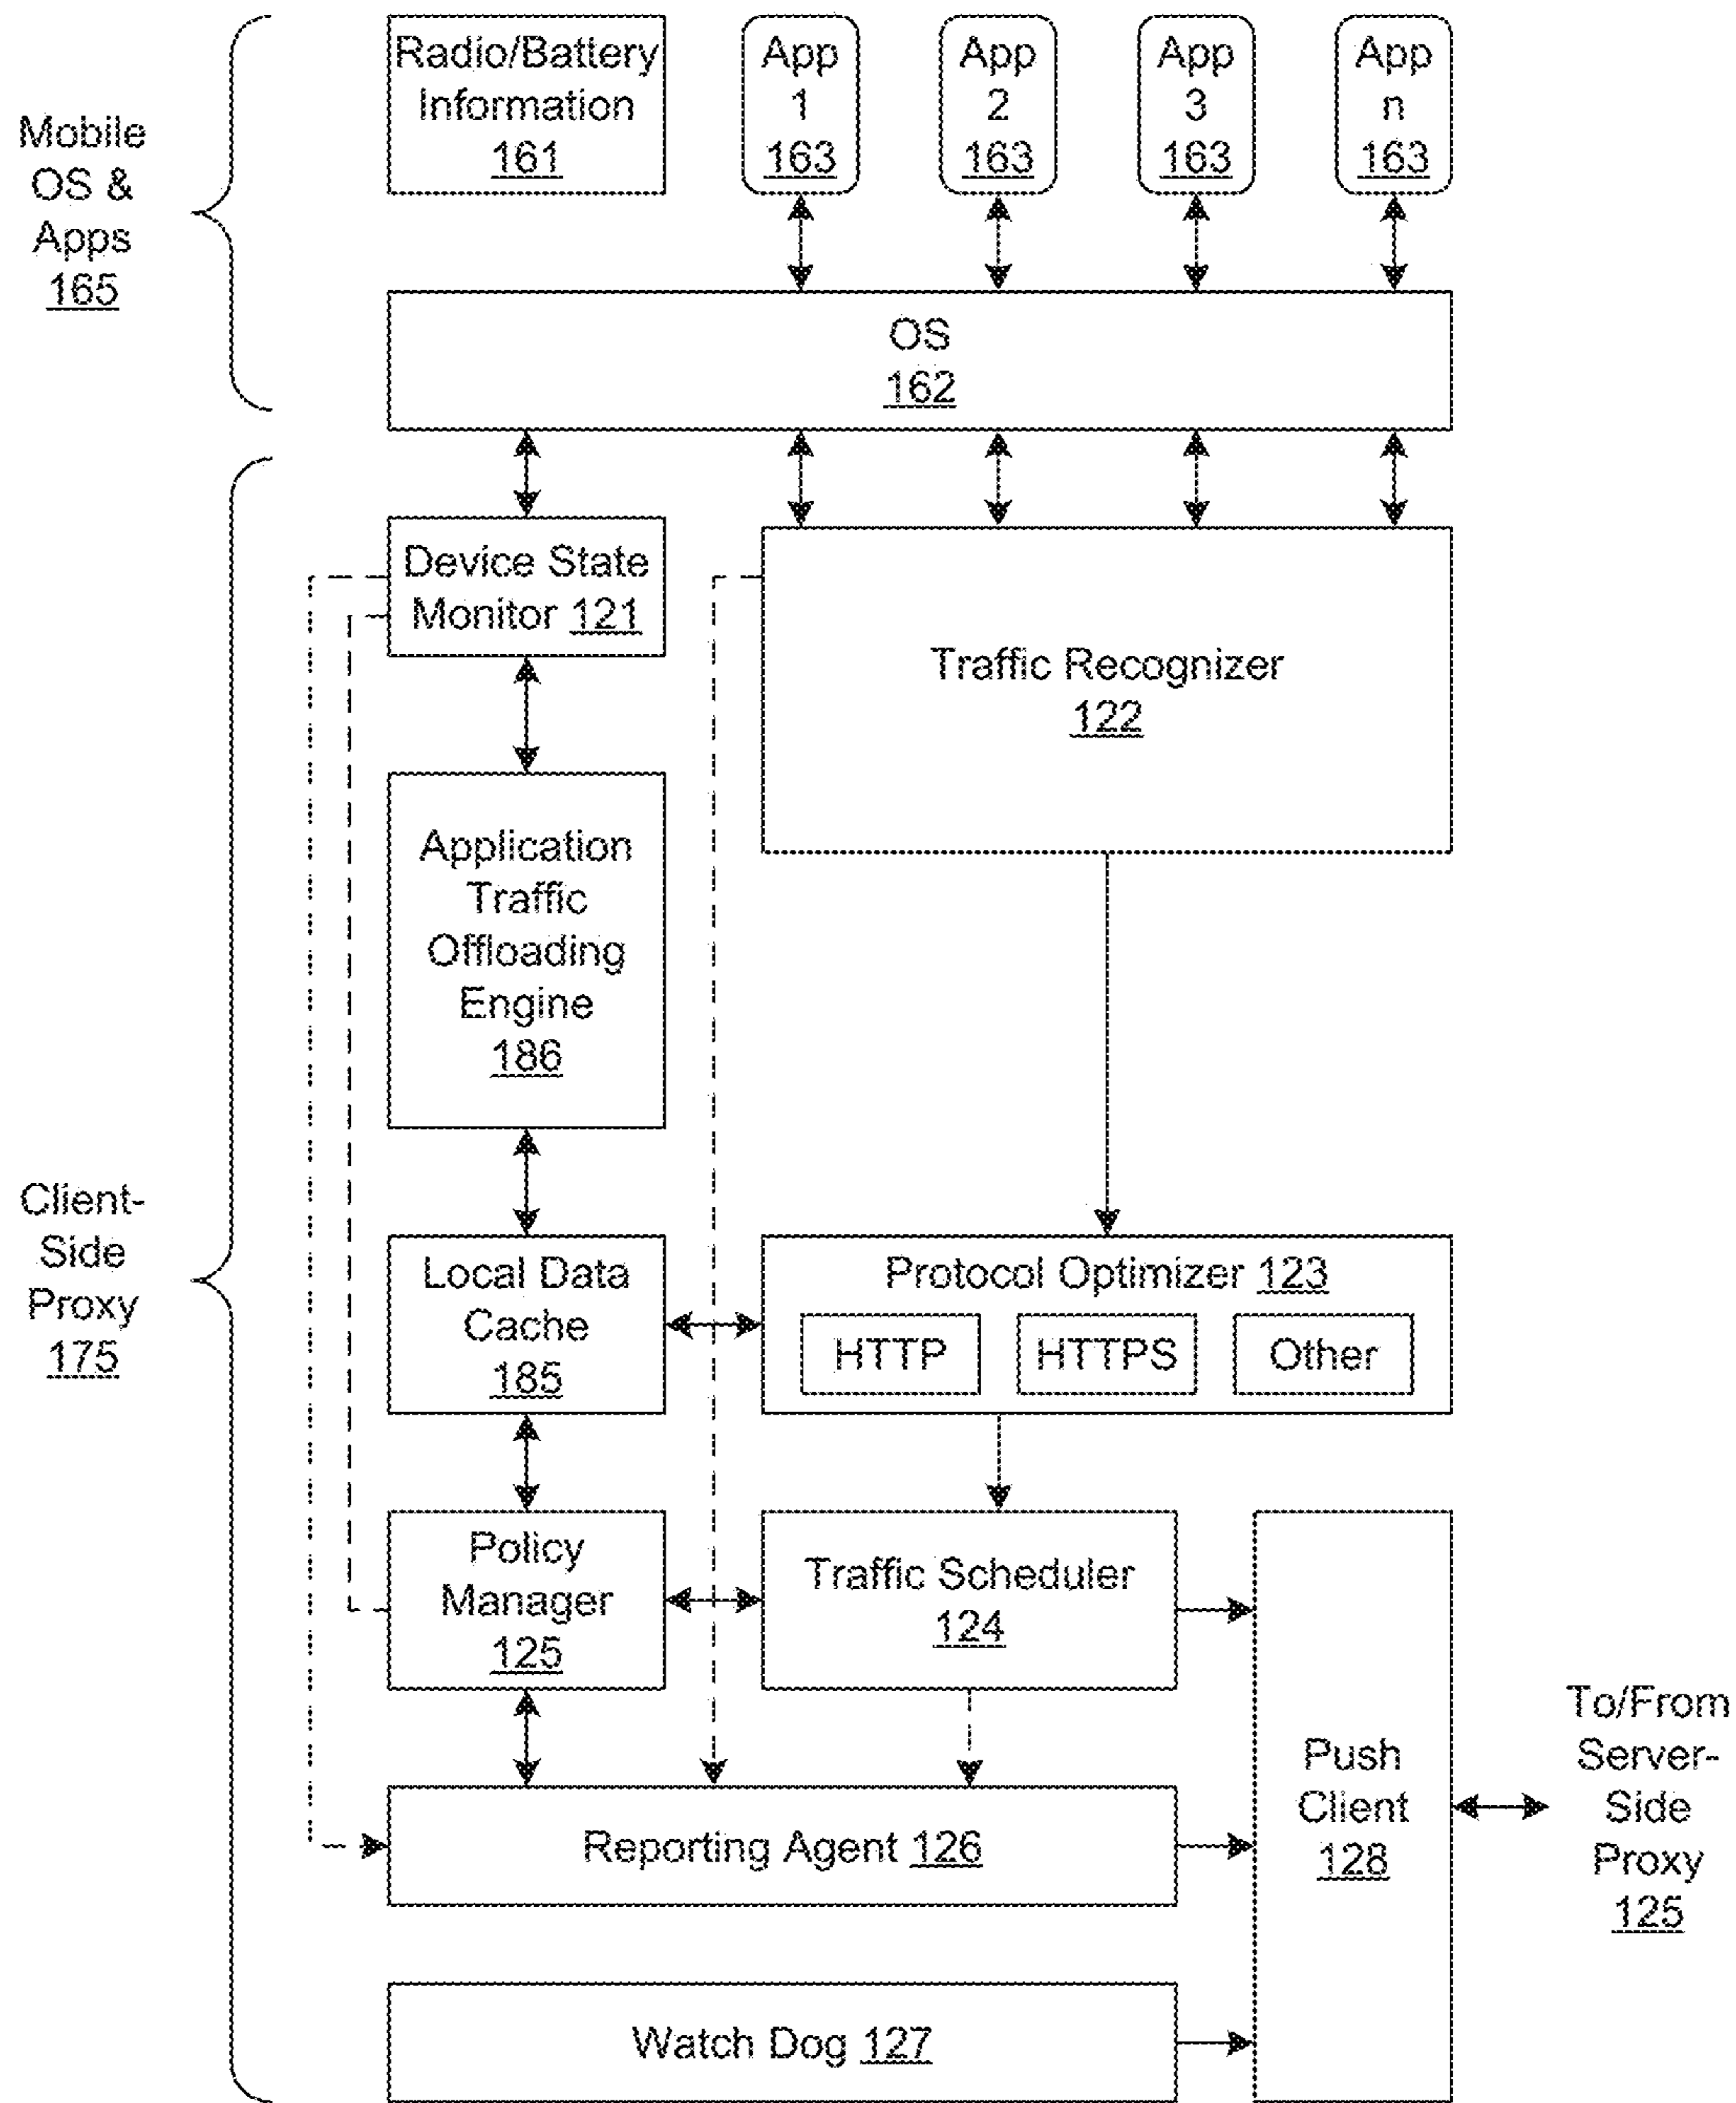 Mobile
OS &
Apps
165
Radio/Battery
Information
161
App
1
163
App
2
163
App
3
163
App
n
163
OS
162
Client-
Side
Proxy
175
Device State
Monitor 121
Traffic Recognizer
122
Application
Traffic
Offloading
Engine
186
Local Data
Cache
185
Protocol Optimizer 123
HTTP
HTTPS
Other
Policy
Manager
125
Traffic Scheduler
124
Push
Client
128
To/From
Server-
Side
Proxy
125
Reporting Agent 126
Watch Dog 127